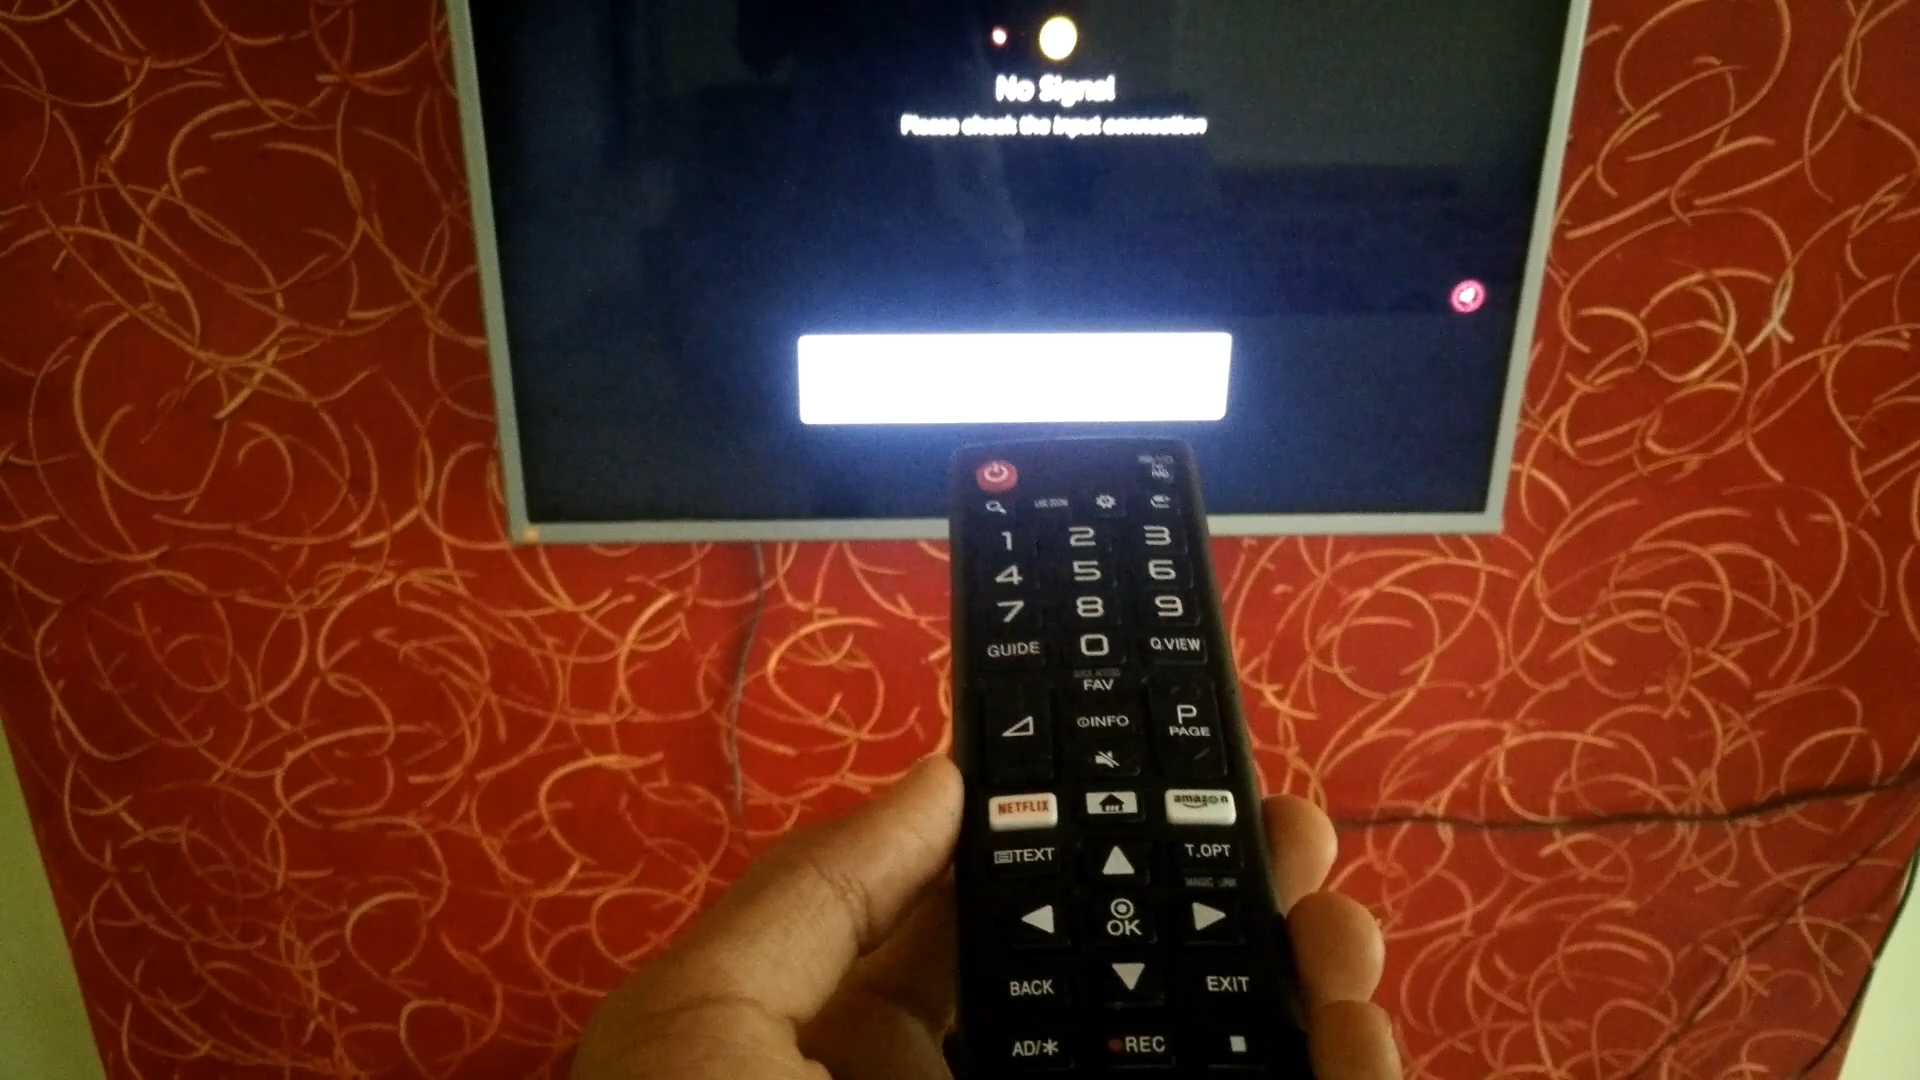 No Signal
Please check the input connection
1 2 3
4 5 6
7 8 9
GUIDE 0 Q.VIEW
FAV
INFO
P
PAGE
NETFLIX amazon
TEXT T.OPT
OK
BACK EXIT
AD/* REC